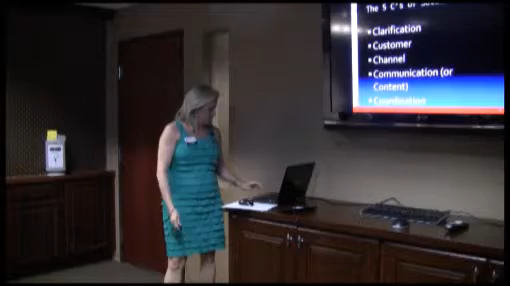 The 5 C's of
•Clarification
•Customer
•Channel
•Communication (or
Content)
•Coordination